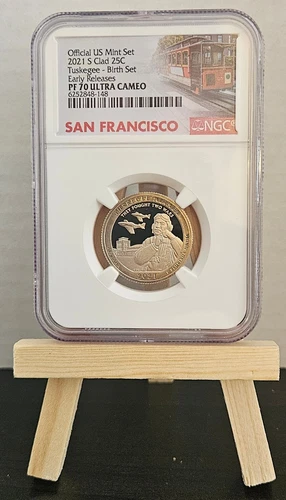 Official US Mint Set
2021 S Clad 25C
Tuskegee - Birth Set
Early Releases
PF 70 ULTRA CAMEO
6252848-148
SAN FRANCISCO
NGC
THEY FOUGHT TWO WARS
2021